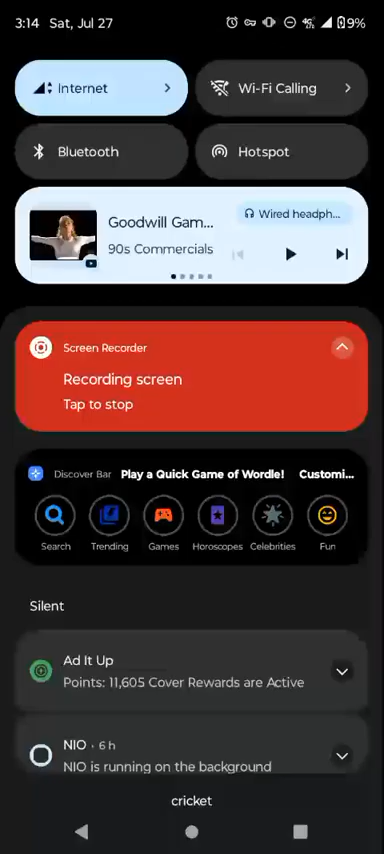 3:14 Sat, Jul 27 9%
Internet
Wi-Fi Calling
Bluetooth
Hotspot
Wired headph...
Goodwill Gam...
90s Commercials
Screen Recorder
Recording screen
Tap to stop
Discover Bar Play a Quick Game of Wordle! Customi...
Search Trending Games Horoscopes Celebrities Fun
Silent
Ad It Up
Points: 11,605 Cover Rewards are Active
NIO · 6 h
NIO is running on the background
cricket